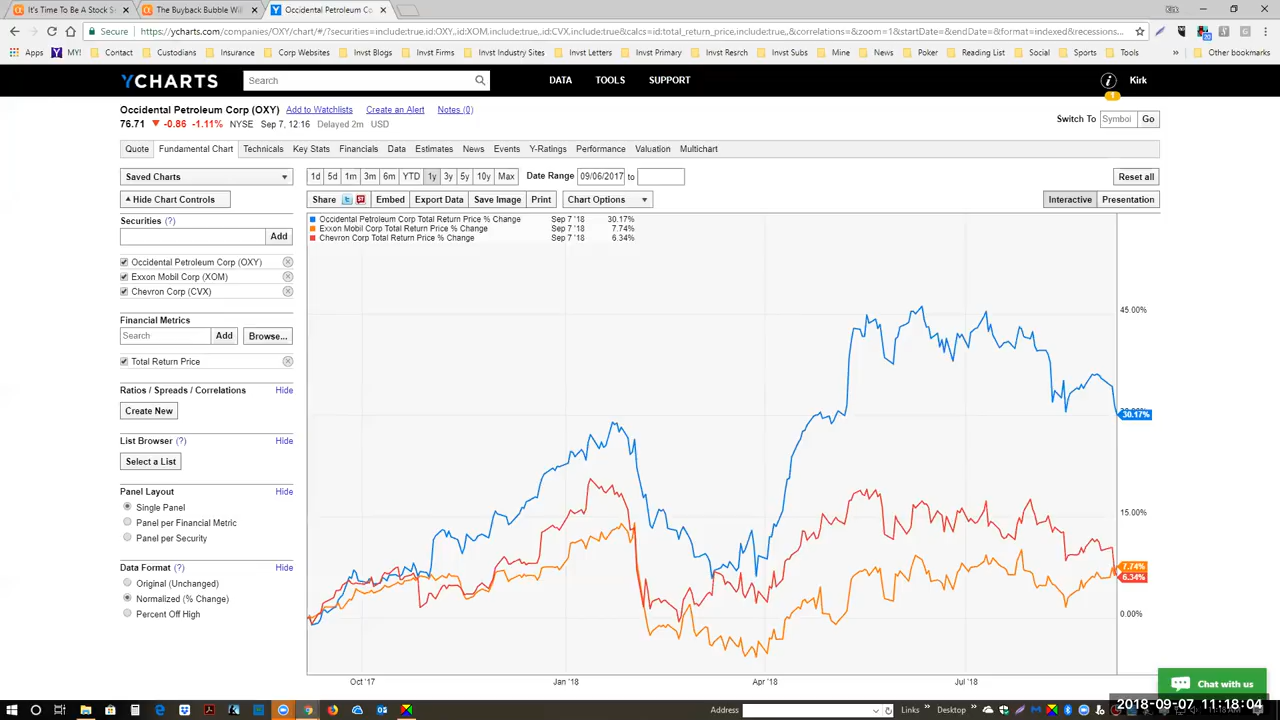 It's Time To Be A Stock S
The Buyback Bubble Will
Occidental Petroleum Co
Secure
https://ycharts.com/companies/OXY/chart/#/?securities=include:true,id:OXY,id:XOM,include:true,,id:CVX,include:true&calcs=id:total_return_price,include:true,,&correlations=&zoom=1&startDate=&endDate=&format=indexed&recessions...
Apps
YMY!
Contact
Custodians
Insurance
Corp Websites
Invst Blogs
Invst Firms
Invst Industry Sites
Invst Letters
Invst Primary
Invst Resrch
Invst Subs
Mine
News
Poker
Reading List
Social
Sports
Tools
»
Other bookmarks
YCHARTS
Search
DATA
TOOLS
SUPPORT
Kirk
Occidental Petroleum Corp (OXY)
Add to Watchlists
Create an Alert
Notes (0)
76.71 -0.86 -1.11% NYSE Sep 7, 12:16 Delayed 2m USD
Switch To
Symbol
Go
Quote
Fundamental Chart
Technicals
Key Stats
Financials
Data
Estimates
News
Events
Y-Ratings
Performance
Valuation
Multichart
Saved Charts
1d 5d 1m 3m 6m YTD 1y 3y 5y 10y Max
Date Range 09/06/2017 to
Reset all
Hide Chart Controls
Share
Embed
Export Data
Save Image
Print
Chart Options
Interactive
Presentation
Securities (?)
Add
Occidental Petroleum Corp (OXY)
Exxon Mobil Corp (XOM)
Chevron Corp (CVX)
Financial Metrics
Search
Add
Browse...
Total Return Price
Ratios / Spreads / Correlations
Hide
Create New
List Browser (?)
Hide
Select a List
Panel Layout
Hide
Single Panel
Panel per Financial Metric
Panel per Security
Data Format (?)
Hide
Original (Unchanged)
Normalized (% Change)
Percent Off High
Occidental Petroleum Corp Total Return Price % Change Sep 7 '18 30.17%
Exxon Mobil Corp Total Return Price % Change Sep 7 '18 7.74%
Chevron Corp Total Return Price % Change Sep 7 '18 6.34%
45.00%
30.17%
15.00%
7.74%
6.34%
0.00%
Oct '17
Jan '18
Apr '18
Jul '18
Chat with us
2018-09-07 11:18:04
Address
Links
»
Desktop
»